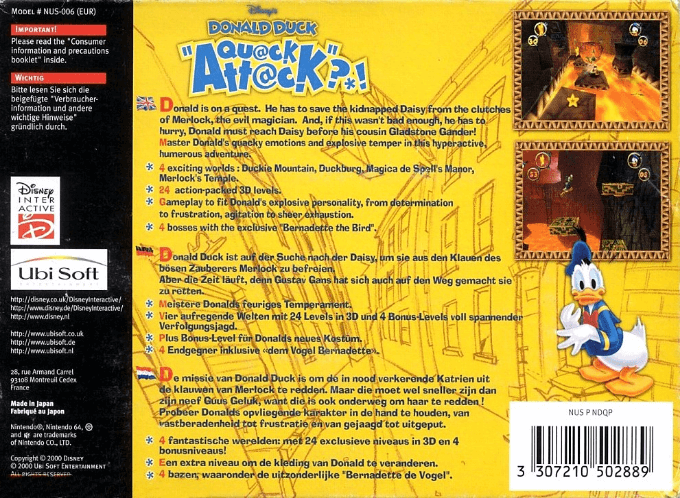 MODEL # NUS-006 (EUR)
IMPORTANT!
Please read the "Consumer
information and precautions
booklet" inside.
WICHTIG
Bitte lesen Sie sich die
beigefügte "Verbraucher-
information und andere
wichtige Hinweise"
gründlich durch.
Disney
INTER
ACTIVE
Ubi Soft
ENTERTAINMENT
http://disney.co.uk/DisneyInteractive/
http://www.disney.de/DisneyInteractive/
http://www.disney.nl
http://www.ubisoft.co.uk
http://www.ubisoft.de
http://www.ubisoft.nl
28, rue Armand Carrel
93108 Montreuil Cedex
France
Made in Japan
Fabriqué au Japon
Nintendo®, Nintendo 64, ®
and are trademarks
of Nintendo CO., LTD.
Copyright © 2000 DISNEY
© 2000 UBI SOFT ENTERTAINMENT
ALL RIGHTS RESERVED
Disney's
DONALD DUCK
"QU@CK
Att@cK"?*!
Donald is on a quest. He has to save the kidnapped Daisy from the clutches
of Merlock, the evil magician. And, if this wasn't bad enough, he has to
hurry, Donald must reach Daisy before his cousin Gladstone Gander!
Master Donald's quacky emotions and explosive temper in this hyperactive,
humerous adventure.
* 4 exciting worlds : Duckie Mountain, Duckburg, Magica de Spell's Manor,
Merlock's Temple.
* 24 action-packed 3D levels.
* Gameplay to fit Donald's explosive personality, from determination
to frustration, agitation to sheer exhaustion.
* 4 bosses with the exclusive "Bernadette the Bird".
Donald Duck ist auf der Suche nach der Daisy, um sie aus den Klauen des
bösen Zauberers Merlock zu befreien.
Aber die Zeit läuft, denn Gustav Gans hat sich auch auf den Weg gemacht sie
zu retten.
* Meistere Donalds feuriges Temperament.
* Vier aufregende Welten mit 24 Levels in 3D und 4 Bonus-Levels voll spannender
Verfolgungsjagd.
* Plus Bonus-Level für Donalds neues Kostüm.
* 4 Endgegner inklusive «dem Vogel Bernadette».
De missie van Donald Duck is om de in nood verkerende Katrien uit
de klauwen van Merlock te redden. Maar die moet wel sneller zijn dan
zijn neef Guus Geluk, want die is ook onderweg om haar te redden !
Probeer Donalds opvliegende karakter in de hand te houden, van
vastberadenheid tot frustratie en van gejaagd tot uitgeput.
* 4 fantastische werelden: met 24 exclusieve niveaus in 3D en 4
bonusniveaus!
* Een extra niveau om de kleding van Donald te veranderen.
* 4 bazen, waaronder de uitzonderlijke "Bernadette de Vogel".
NUS P NDQP
3 307210 502889